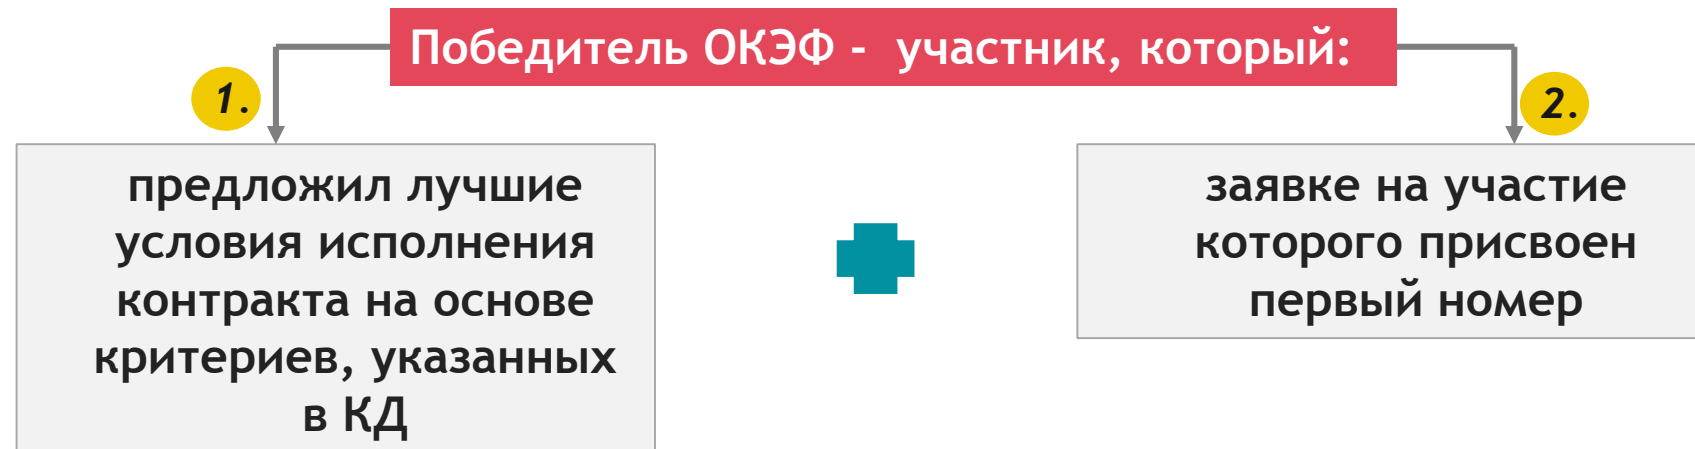 Победитель ОКЭФ - участник, который:
1.
2.
предложил лучшие
условия исполнения
контракта на основе
критериев, указанных
в КД
заявке на участие
которого присвоен
первый номер